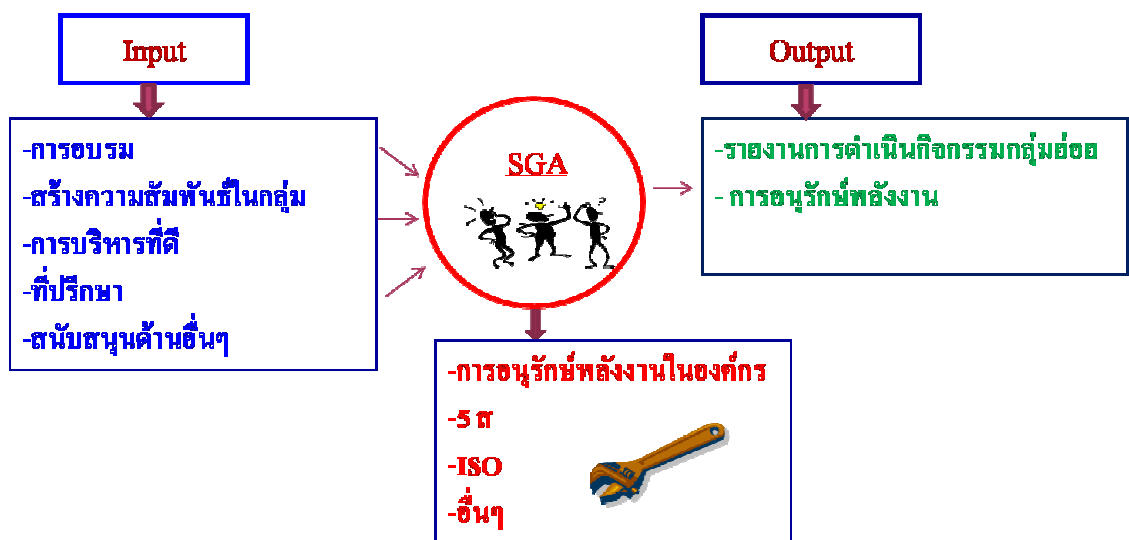 Input
-การอบรม
-สร้างความสัมพันธ์ในกลุ่ม
-การบริหารที่ดี
-ที่ปรึกษา
-สนับสนุนด้านอื่นๆ
SGA
Output
-รายงานการดำเนินกิจกรรมกลุ่มย่อย
- การอนุรักษ์พลังงาน
-การอนุรักษ์พลังงานในองค์กร
-5 ส
-ISO
-อื่นๆ